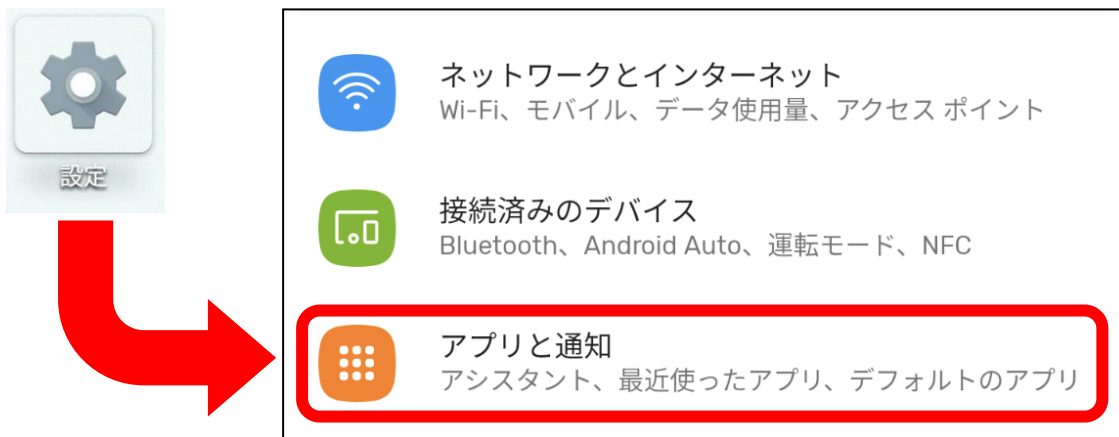 設定
ネットワークとインターネット
Wi-Fi、モバイル、データ使用量、アクセス ポイント
接続済みのデバイス
Bluetooth、Android Auto、運転モード、NFC
アプリと通知
アシスタント、最近使ったアプリ、デフォルトのアプリ